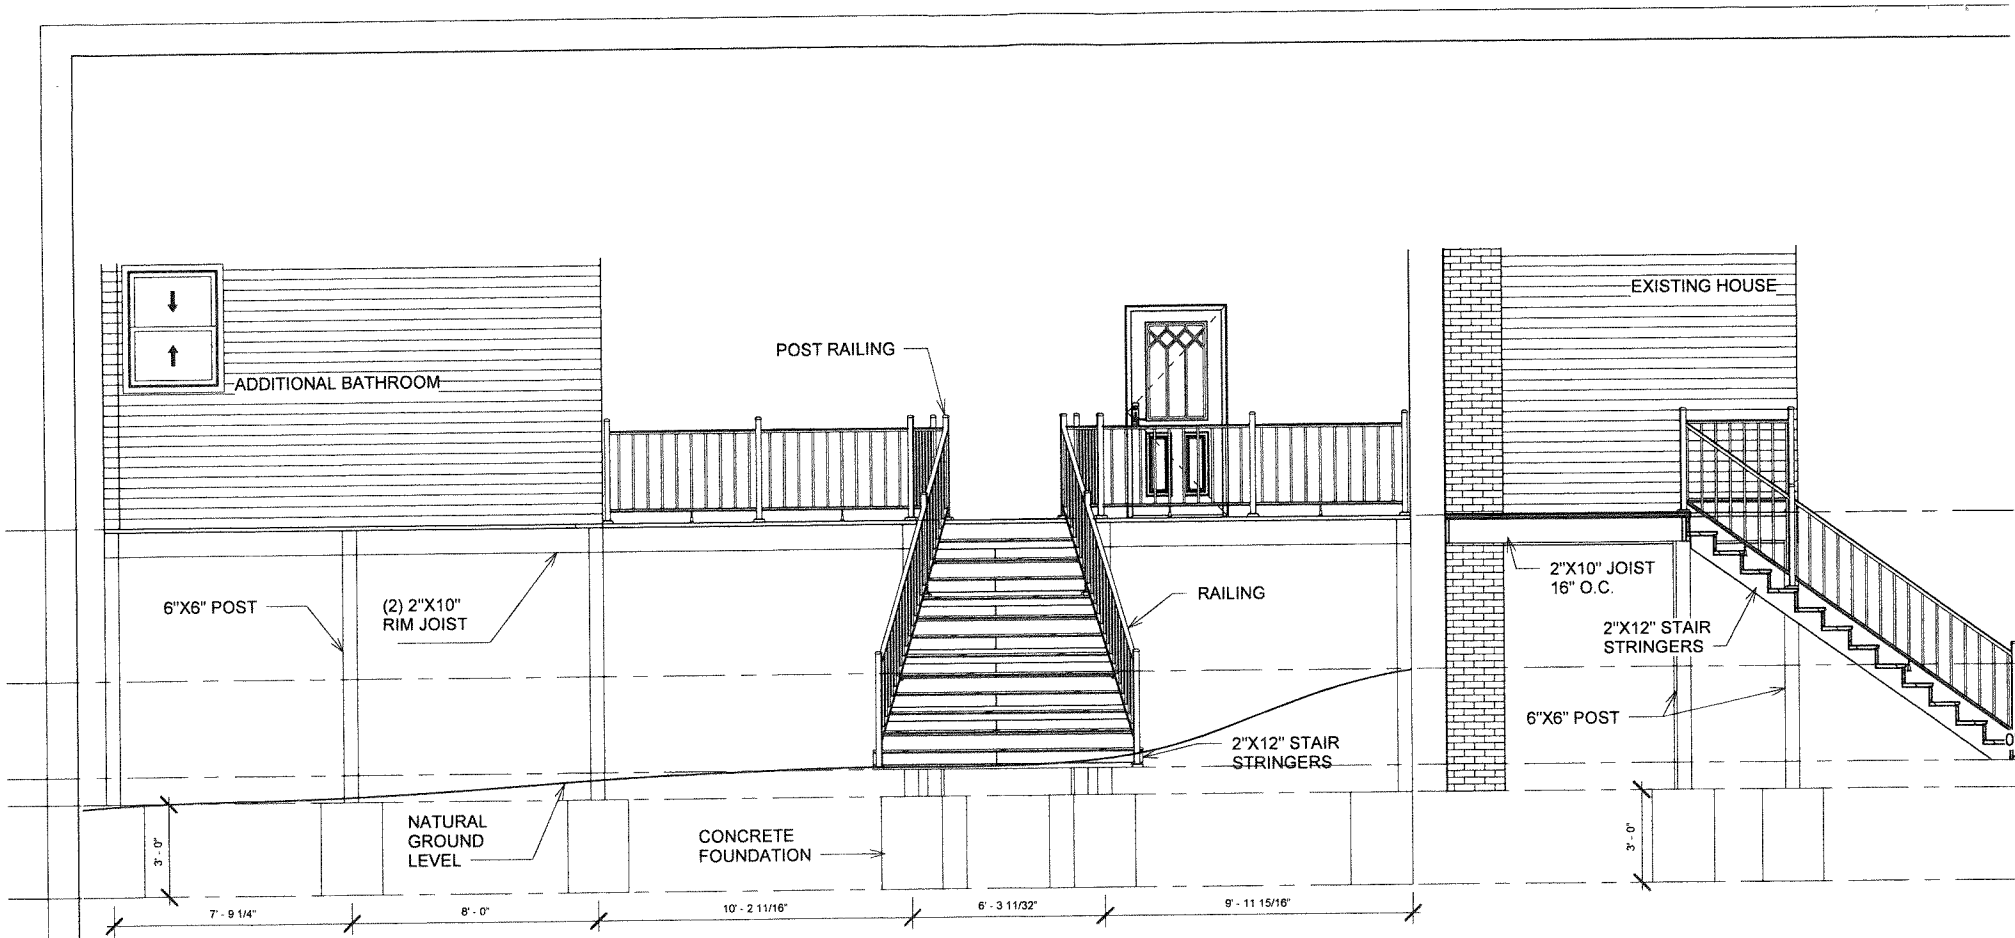 EXISTING HOUSE
POST RAILING
ADDITIONAL BATHROOM
6"X6" POST
(2) 2"X10"
RIM JOIST
RAILING
2"X10" JOIST
16" O.C.
2"X12" STAIR
STRINGERS
6"X6" POST
2"X12" STAIR
STRINGERS
NATURAL
GROUND
LEVEL
CONCRETE
FOUNDATION
3' - 0"
3' - 0"
7' - 9 1/4"
8' - 0"
10' - 2 11/16"
6' - 3 11/32"
9' - 11 15/16"